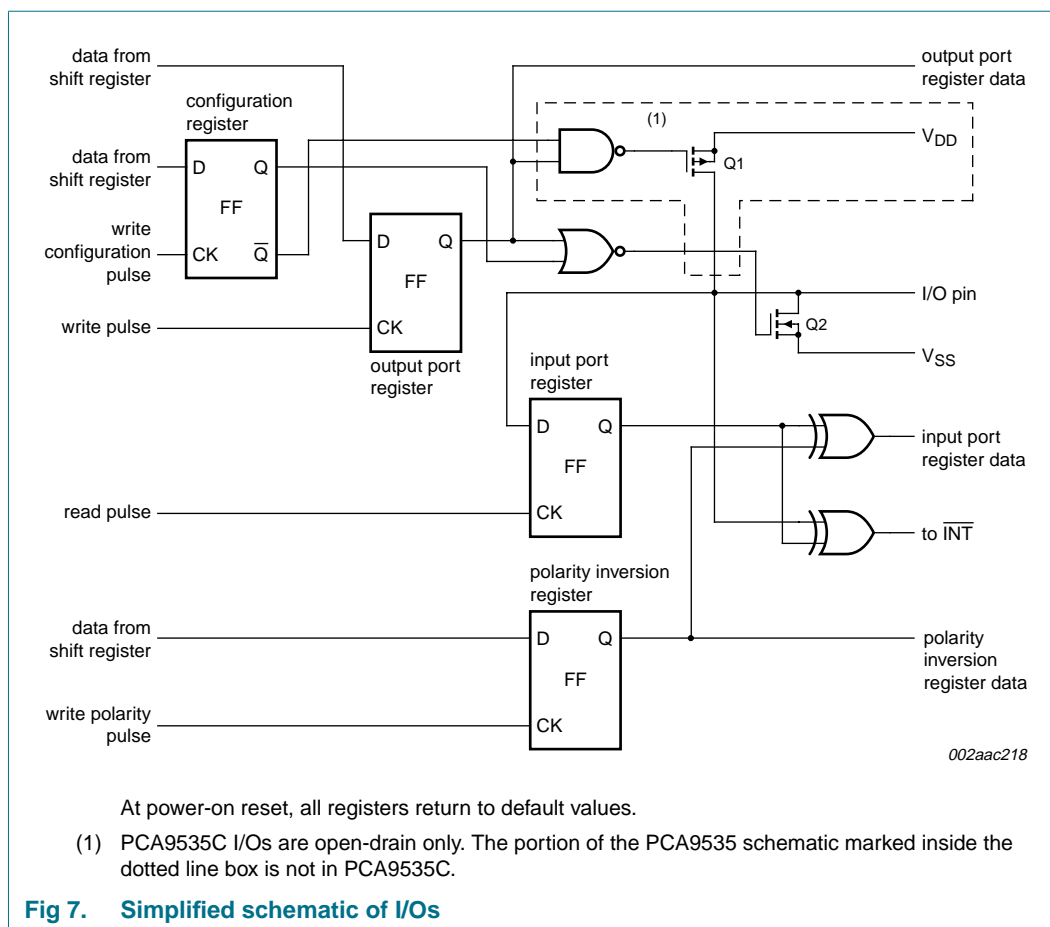 data from
shift register
output port
register data
configuration
register
(1)
V_DD
Q1
data from
shift register
D
Q
FF
write
configuration
pulse
CK
Q̅
D
Q
FF
I/O pin
Q2
write pulse
CK
V_SS
output port
register
input port
register
D
Q
FF
input port
register data
read pulse
CK
to I̅N̅T̅
polarity inversion
register
data from
shift register
D
Q
FF
polarity
inversion
register data
write polarity
pulse
CK
002aac218
At power-on reset, all registers return to default values.
(1) PCA9535C I/Os are open-drain only. The portion of the PCA9535 schematic marked inside the
dotted line box is not in PCA9535C.
Fig 7. Simplified schematic of I/Os